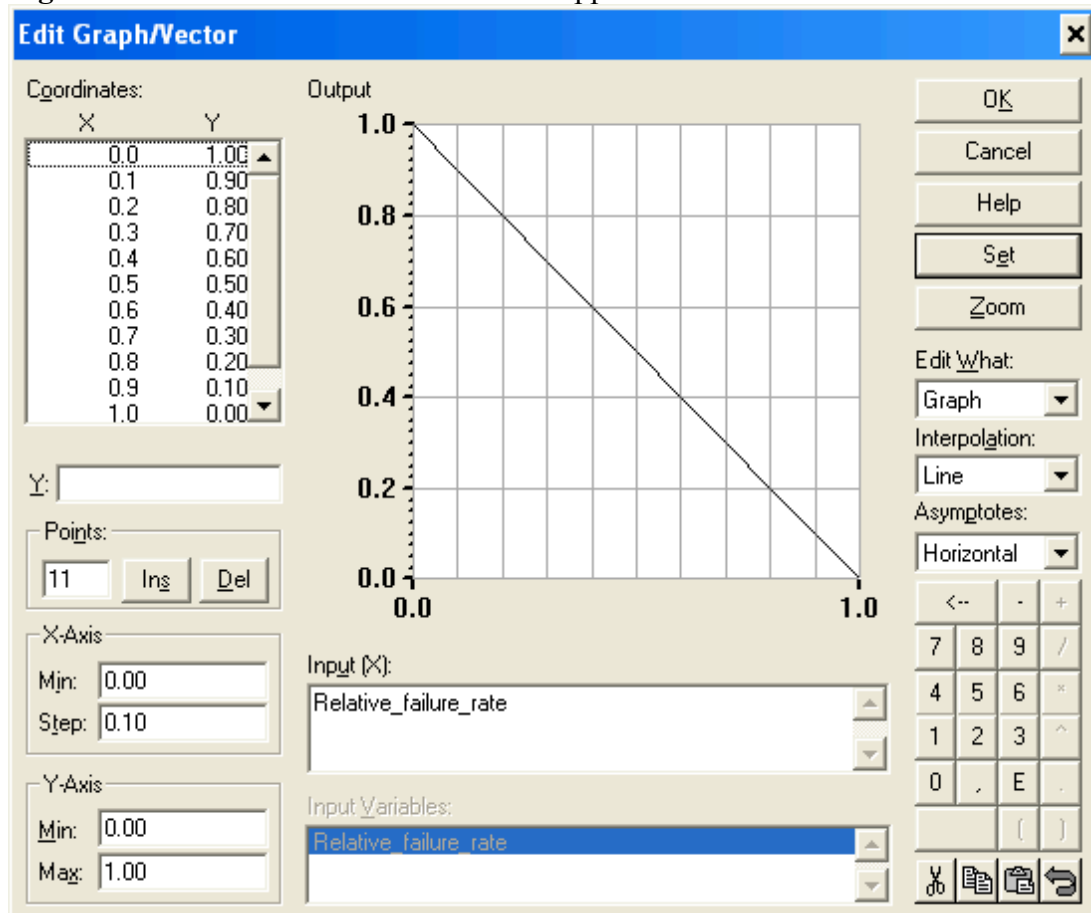 Edit Graph/Vector
Coordinates:
X Y
0.0 1.00
0.1 0.90
0.2 0.80
0.3 0.70
0.4 0.60
0.5 0.50
0.6 0.40
0.7 0.30
0.8 0.20
0.9 0.10
1.0 0.00
Y:
Points:
11 Ins Del
X-Axis
Min: 0.00
Step: 0.10
Y-Axis
Min: 0.00
Max: 1.00
Output
1.0
0.8
0.6
0.4
0.2
0.0
0.0 1.0
Input (X):
Relative_failure_rate
Input Variables:
Relative_failure_rate
OK
Cancel
Help
Set
Zoom
Edit What:
Graph
Interpolation:
Line
Asymptotes:
Horizontal
<-- - +
7 8 9 /
4 5 6 *
1 2 3 ^
0 , E .
( )